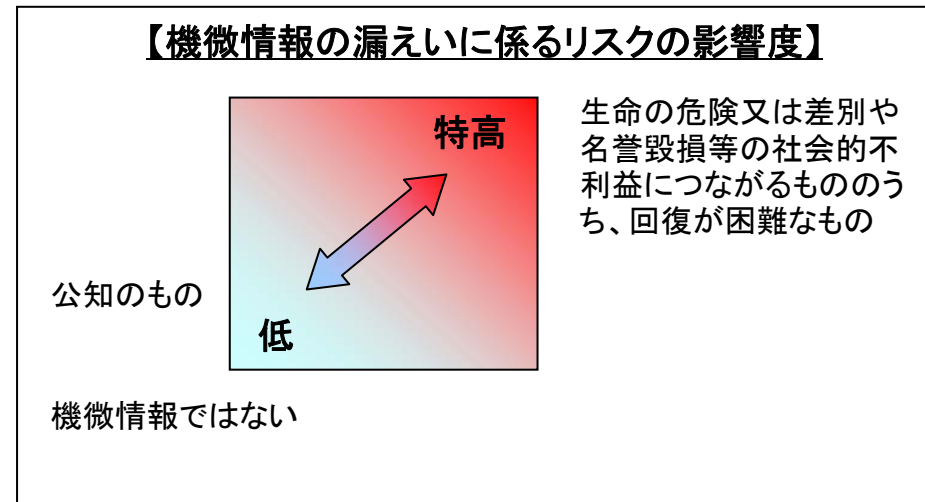 【機微情報の漏えいに係るリスクの影響度】
特高
生命の危険又は差別や
名誉毀損等の社会的不
利益につながるもののう
ち、回復が困難なもの
公知のもの
低
機微情報ではない